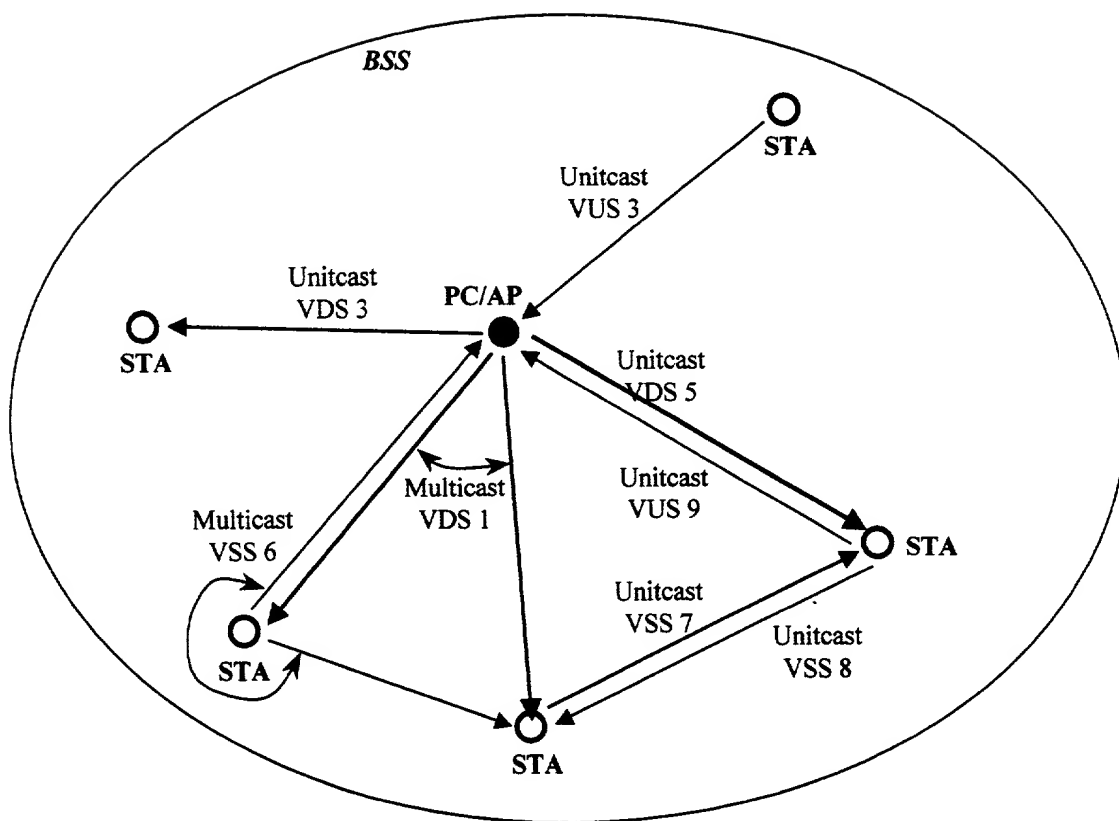 BSS
STA
Unitcast
VUS 3
Unitcast
VDS 3
PC/AP
STA
Unitcast
VDS 5
Multicast
VDS 1
Unitcast
VUS 9
Multicast
VSS 6
STA
STA
Unitcast
VSS 7
Unitcast
VSS 8
STA